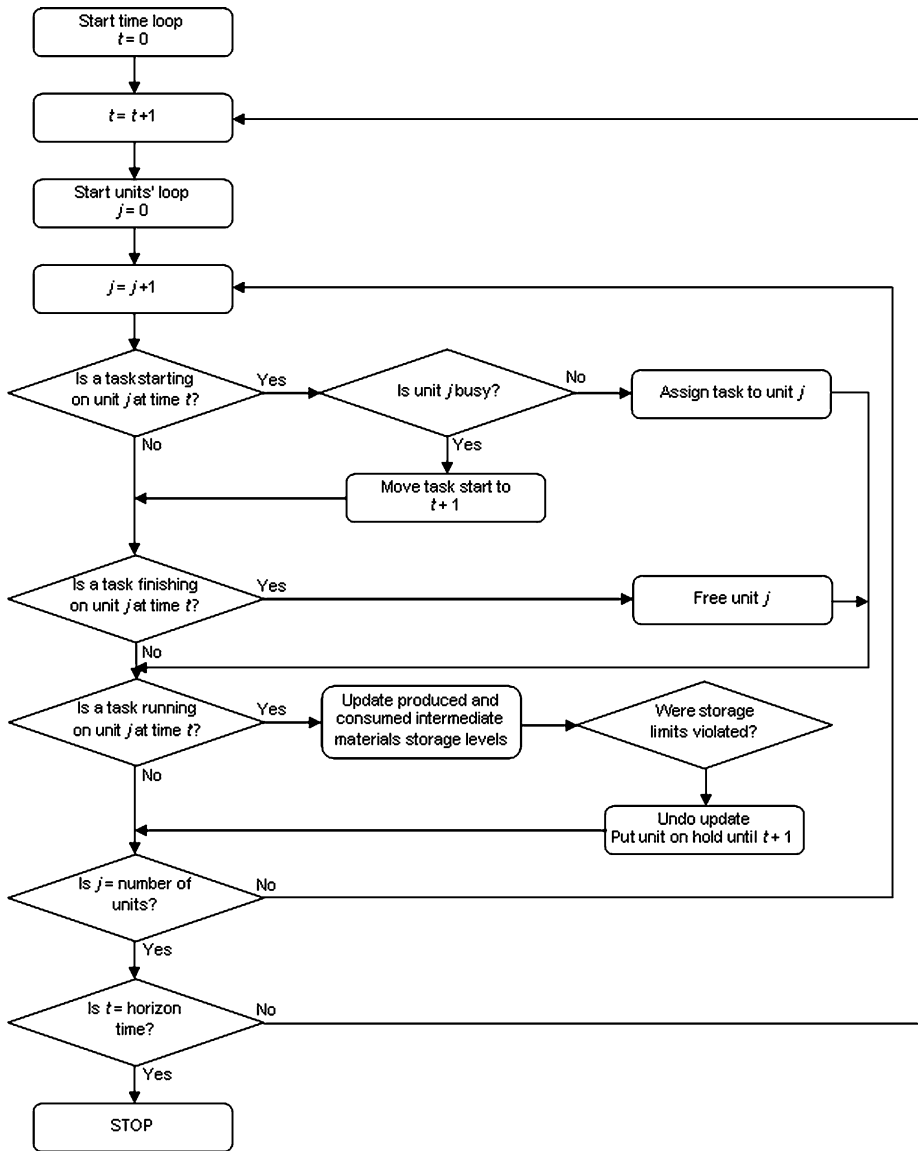 Start time loop
t = 0
t = t+1
Start units' loop
j = 0
j = j+1
Is a task starting
on unit j at time t?
Yes
Is unit j busy?
No
Assign task to unit j
No
Yes
Move task start to
t + 1
Is a task finishing
on unit j at time t?
Yes
Free unit j
No
Is a task running
on unit j at time t?
Yes
Update produced and
consumed intermediate
materials storage levels
Were storage
limits violated?
No
Undo update
Put unit on hold until t + 1
Is j = number of
units?
No
Yes
Is t = horizon
time?
No
Yes
STOP